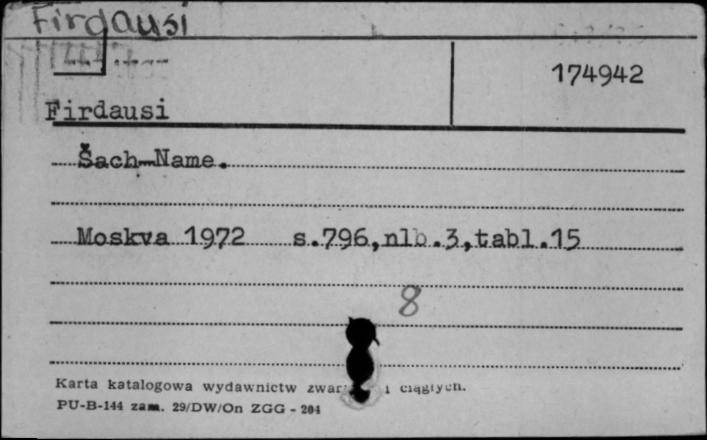 Firdausi
174942
Firdausi
Šach-Name.
Moskva 1972 s.796,nlb.3,tabl.15
8
Karta katalogowa wydawnictw i ciągłych.
PU-B-144 zam. 29/DW/On ZGG - 204